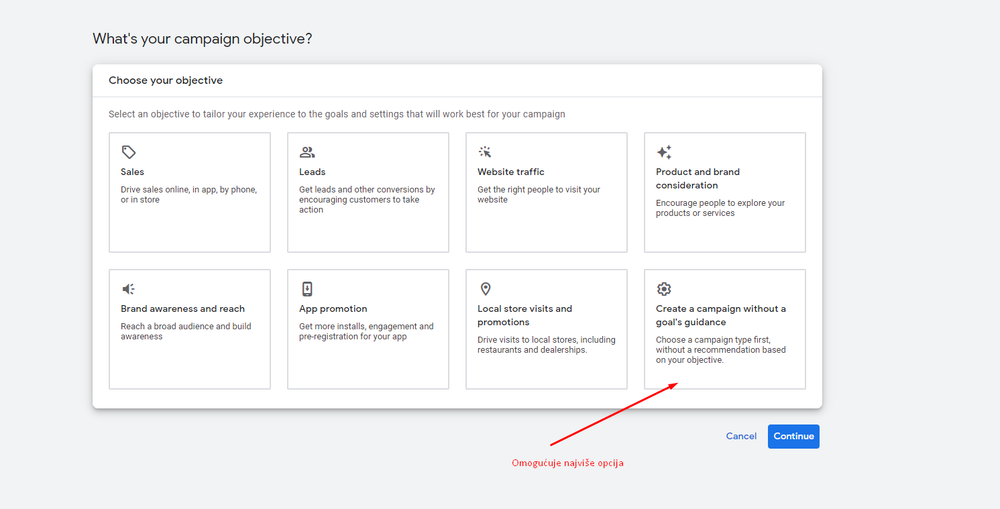 What's your campaign objective?
Choose your objective
Select an objective to tailor your experience to the goals and settings that will work best for your campaign
Sales
Drive sales online, in app, by phone,
or in store
Leads
Get leads and other conversions by
encouraging customers to take
action
Website traffic
Get the right people to visit your
website
Product and brand
consideration
Encourage people to explore your
products or services
Brand awareness and reach
Reach a broad audience and build
awareness
App promotion
Get more installs, engagement and
pre-registration for your app
Local store visits and
promotions
Drive visits to local stores, including
restaurants and dealerships.
Create a campaign without a
goal's guidance
Choose a campaign type first,
without a recommendation based
on your objective.
Cancel
Continue
Omogućuje najviše opcija